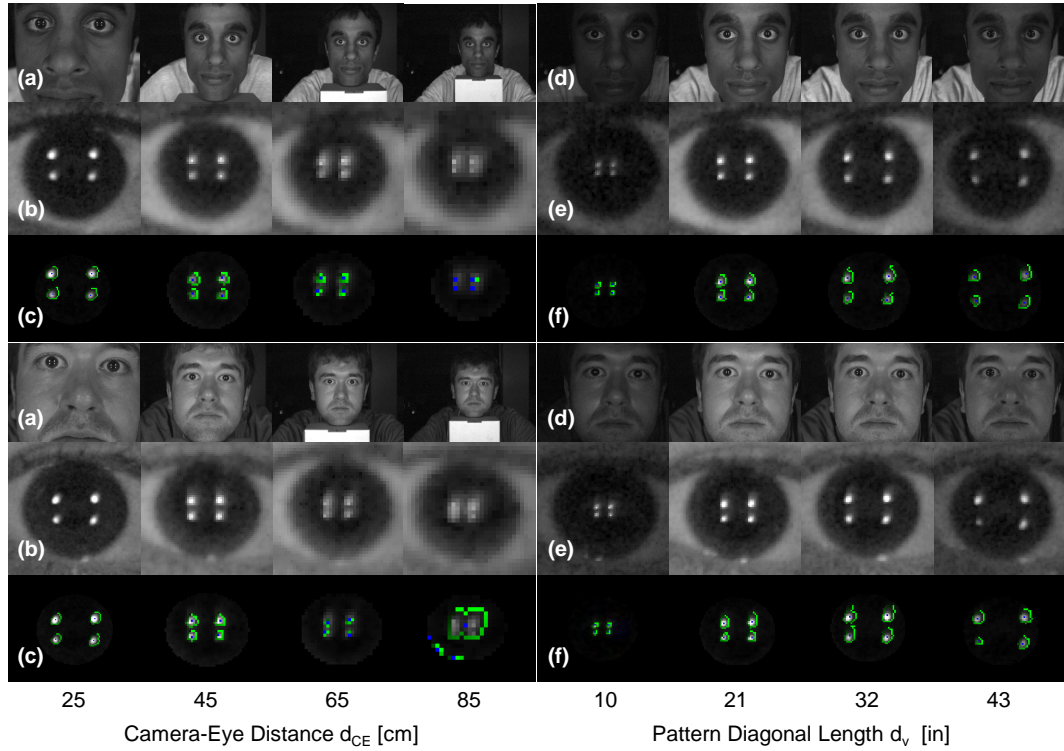 (a)
(d)
(b)
(e)
(c)
(f)
(a)
(d)
(b)
(e)
(c)
(f)
25 45 65 85 10 21 32 43
Camera-Eye Distance d_CE [cm] Pattern Diagonal Length d_v [in]